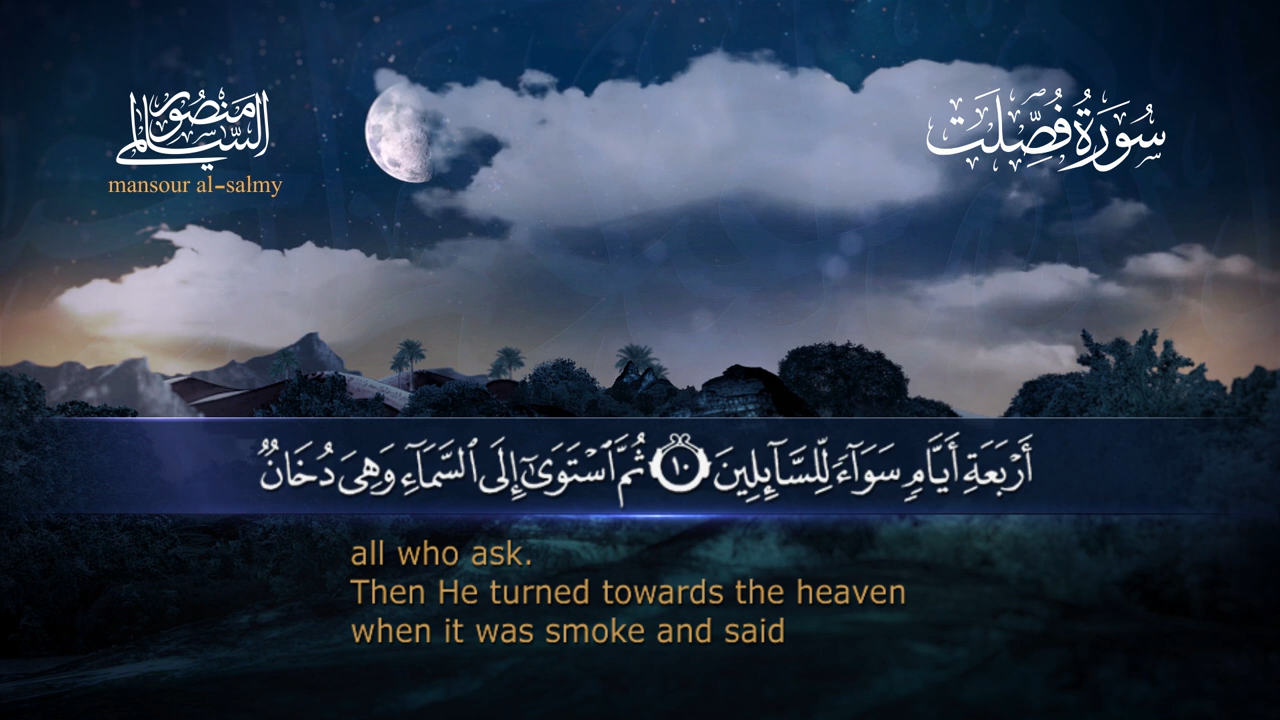 منصور
السالمي
mansour al-salmy
سُورَةُ فُصِّلَتْ
أَرْبَعَةِ أَيَّامٍ سَوَآءً لِّلسَّآئِلِينَ ١٠ ثُمَّ ٱسْتَوَىٰٓ إِلَى ٱلسَّمَآءِ وَهِىَ دُخَانٌ
all who ask.
Then He turned towards the heaven
when it was smoke and said